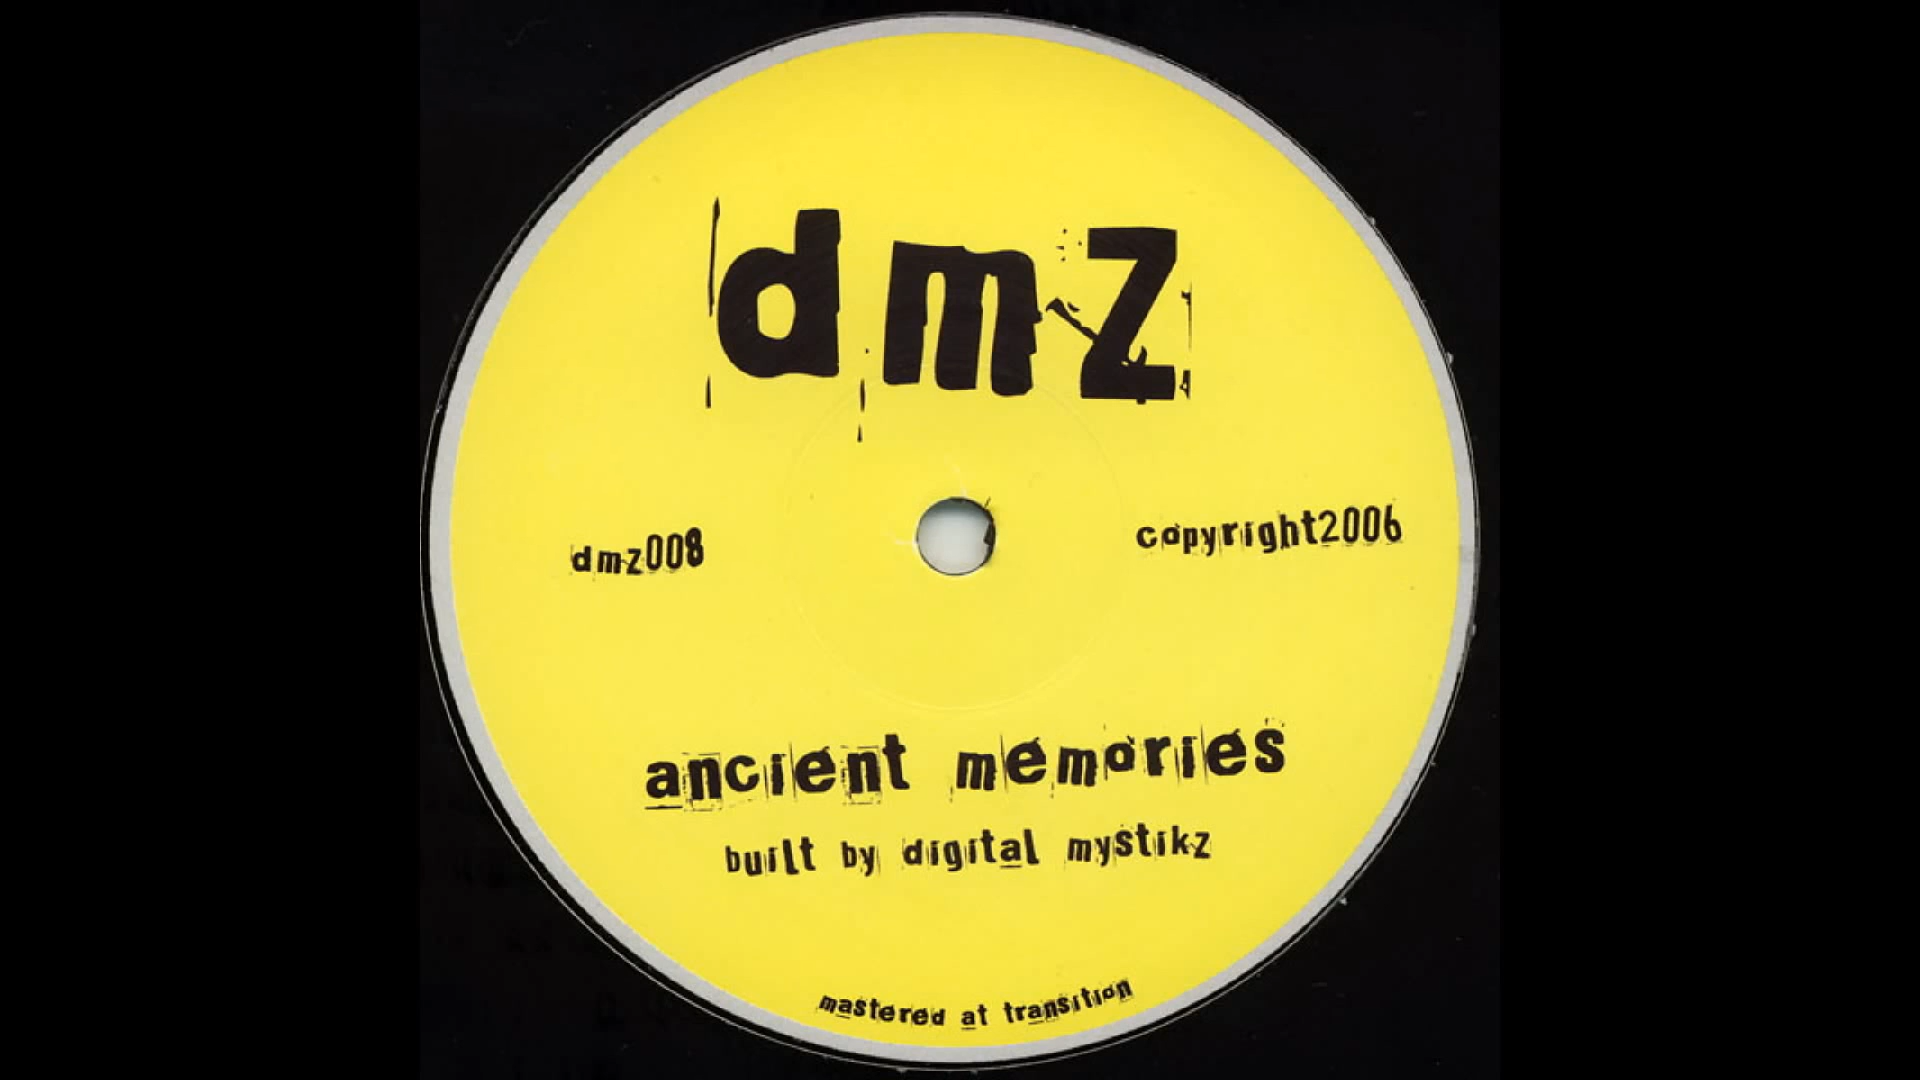 dmz
dmz008
copyright2006
ancient memories
built by digital mystikz
mastered at transition